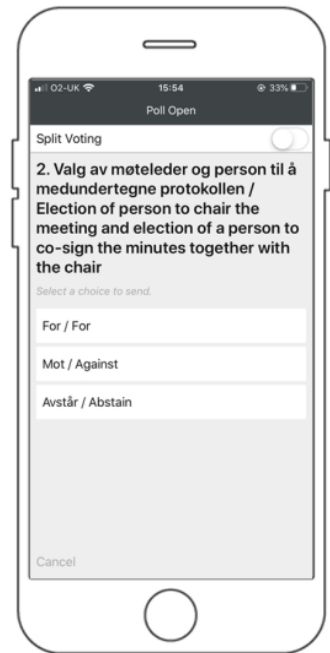 O2-UK 15:54 33%
Poll Open
Split Voting
2. Valg av møteleder og person til å
medundertegne protokollen /
Election of person to chair the
meeting and election of a person to
co-sign the minutes together with
the chair
Select a choice to send.
For / For
Mot / Against
Avstår / Abstain
Cancel